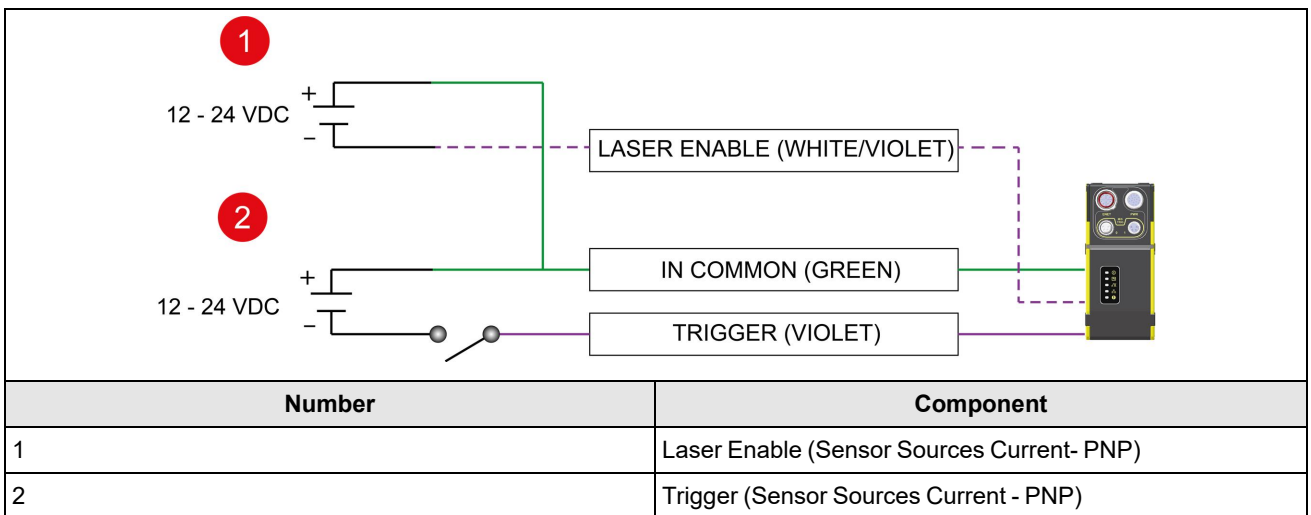 1
+
12 - 24 VDC
−
LASER ENABLE (WHITE/VIOLET)
2
+
IN COMMON (GREEN)
12 - 24 VDC
−
TRIGGER (VIOLET)
Number Component
1 Laser Enable (Sensor Sources Current- PNP)
2 Trigger (Sensor Sources Current - PNP)